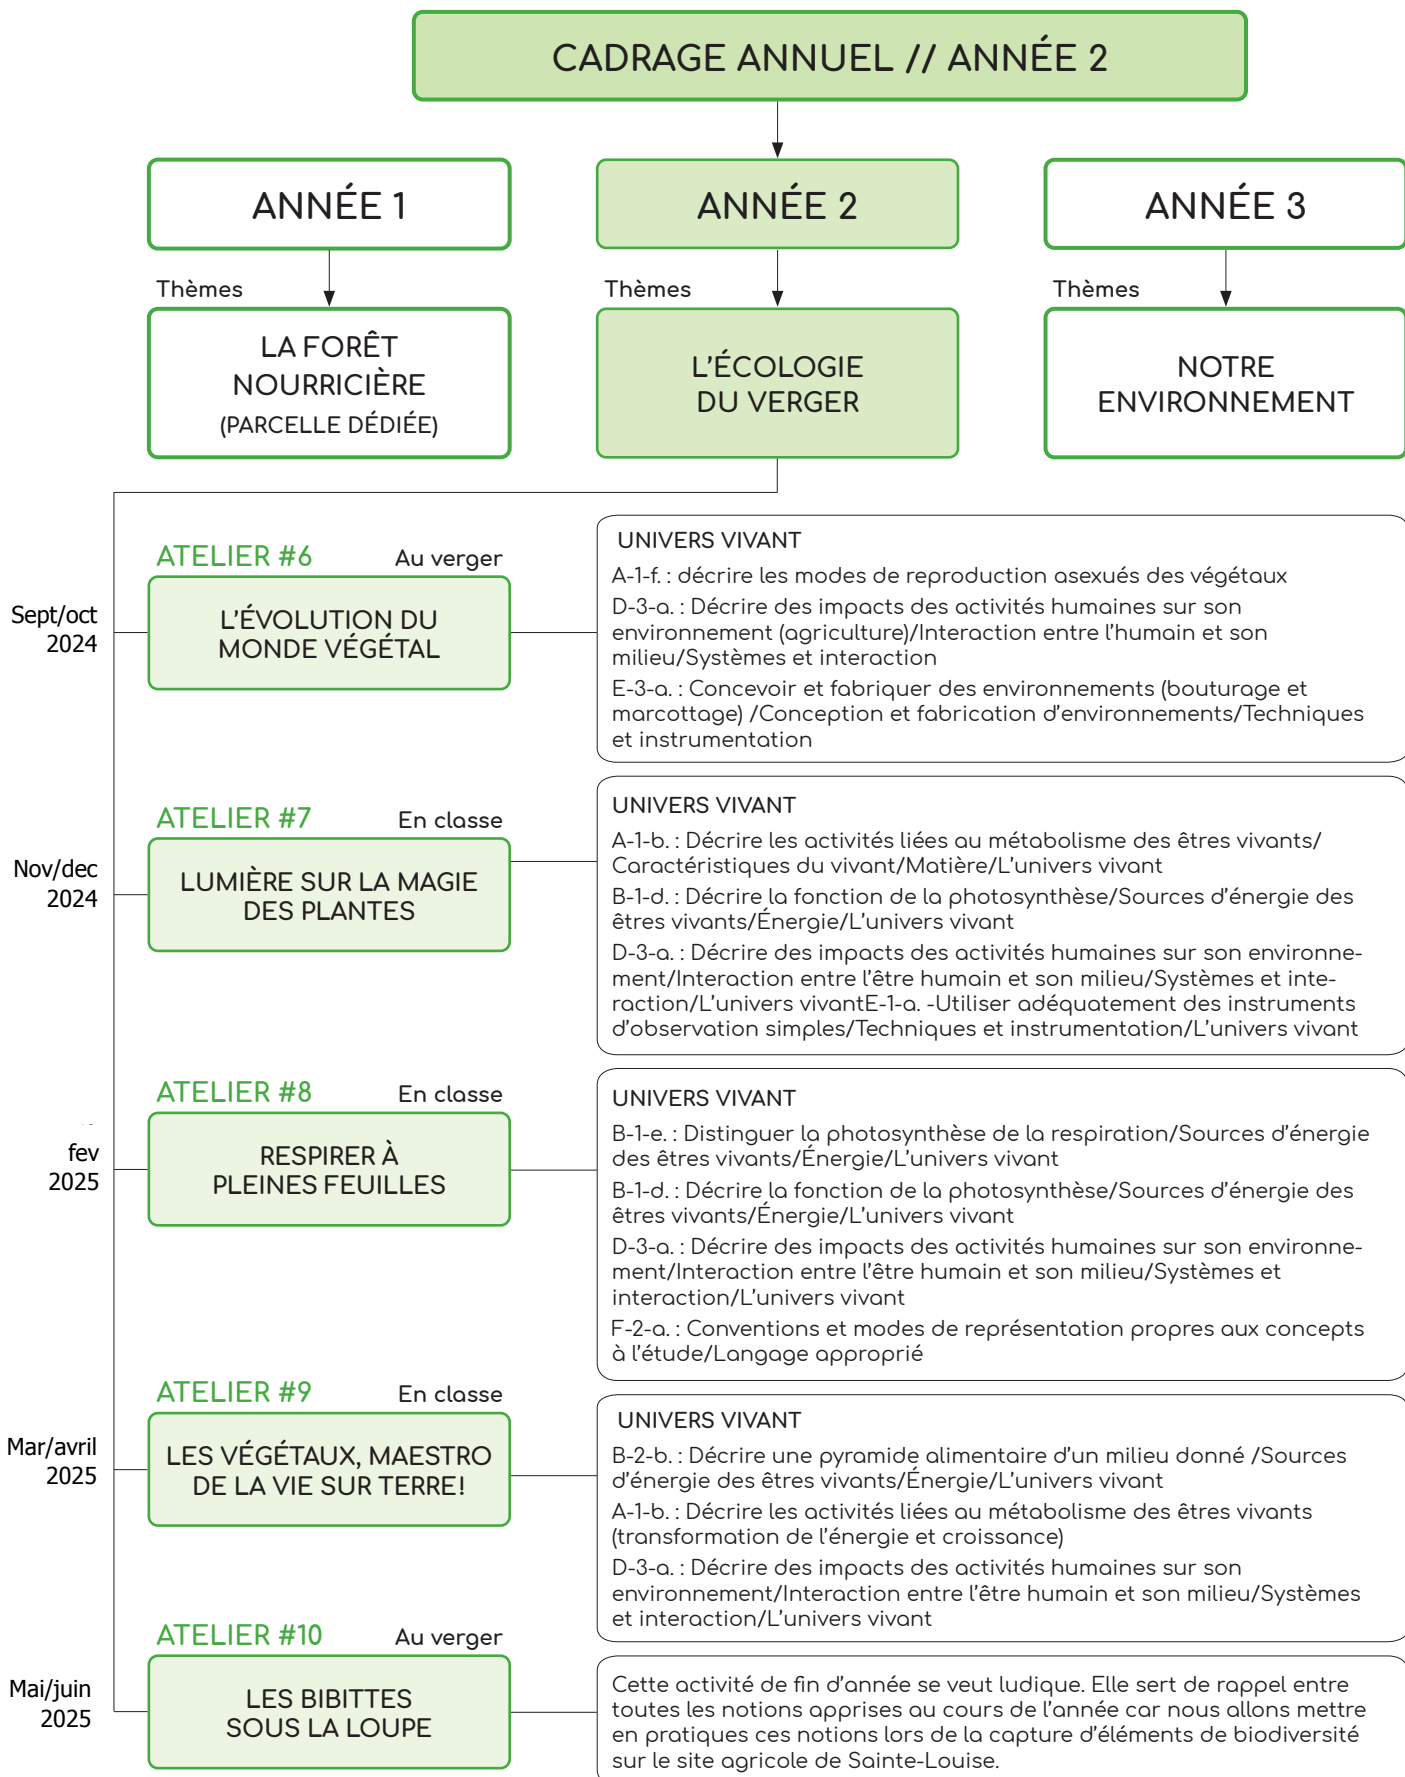 CADRAGE ANNUEL // ANNÉE 2
ANNÉE 1
ANNÉE 2
ANNÉE 3
Thèmes
Thèmes
Thèmes
LA FORÊT
NOURRICIÈRE
(PARCELLE DÉDIÉE)
L'ÉCOLOGIE
DU VERGER
NOTRE
ENVIRONNEMENT
Sept/oct
2024
ATELIER #6 Au verger
L'ÉVOLUTION DU
MONDE VÉGÉTAL
UNIVERS VIVANT
A-1-f. : décrire les modes de reproduction asexués des végétaux
D-3-a. : Décrire des impacts des activités humaines sur son
environnement (agriculture)/Interaction entre l'humain et son
milieu/Systèmes et interaction
E-3-a. : Concevoir et fabriquer des environnements (bouturage et
marcottage) /Conception et fabrication d'environnements/Techniques
et instrumentation
Nov/dec
2024
ATELIER #7 En classe
LUMIÈRE SUR LA MAGIE
DES PLANTES
UNIVERS VIVANT
A-1-b. : Décrire les activités liées au métabolisme des êtres vivants/
Caractéristiques du vivant/Matière/L'univers vivant
B-1-d. : Décrire la fonction de la photosynthèse/Sources d'énergie des
êtres vivants/Énergie/L'univers vivant
D-3-a. : Décrire des impacts des activités humaines sur son environne-
ment/Interaction entre l'être humain et son milieu/Systèmes et inte-
raction/L'univers vivantE-1-a. -Utiliser adéquatement des instruments
d'observation simples/Techniques et instrumentation/L'univers vivant
fev
2025
ATELIER #8 En classe
RESPIRER À
PLEINES FEUILLES
UNIVERS VIVANT
B-1-e. : Distinguer la photosynthèse de la respiration/Sources d'énergie
des êtres vivants/Énergie/L'univers vivant
B-1-d. : Décrire la fonction de la photosynthèse/Sources d'énergie des
êtres vivants/Énergie/L'univers vivant
D-3-a. : Décrire des impacts des activités humaines sur son environne-
ment/Interaction entre l'être humain et son milieu/Systèmes et
interaction/L'univers vivant
F-2-a. : Conventions et modes de représentation propres aux concepts
à l'étude/Langage approprié
Mar/avril
2025
ATELIER #9 En classe
LES VÉGÉTAUX, MAESTRO
DE LA VIE SUR TERRE!
UNIVERS VIVANT
B-2-b. : Décrire une pyramide alimentaire d'un milieu donné /Sources
d'énergie des êtres vivants/Énergie/L'univers vivant
A-1-b. : Décrire les activités liées au métabolisme des êtres vivants
(transformation de l'énergie et croissance)
D-3-a. : Décrire des impacts des activités humaines sur son
environnement/Interaction entre l'être humain et son milieu/Systèmes
et interaction/L'univers vivant
Mai/juin
2025
ATELIER #10 Au verger
LES BIBITTES
SOUS LA LOUPE
Cette activité de fin d'année se veut ludique. Elle sert de rappel entre
toutes les notions apprises au cours de l'année car nous allons mettre
en pratiques ces notions lors de la capture d'éléments de biodiversité
sur le site agricole de Sainte-Louise.